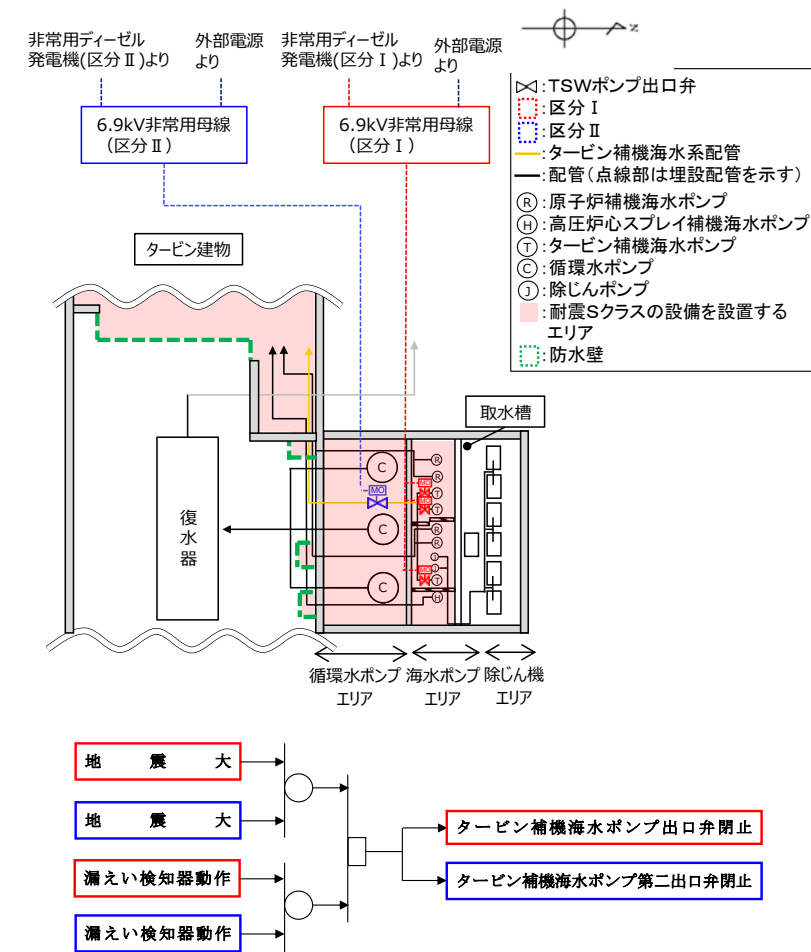 非常用ディーゼル
発電機(区分Ⅱ)より
外部電源
より
非常用ディーゼル
発電機(区分Ⅰ)より
外部電源
より
N
6.9kV非常用母線
(区分Ⅱ)
6.9kV非常用母線
(区分Ⅰ)
:TSWポンプ出口弁
:区分Ⅰ
:区分Ⅱ
:タービン補機海水系配管
:配管(点線部は埋設配管を示す)
R:原子炉補機海水ポンプ
H:高圧炉心スプレイ補機海水ポンプ
T:タービン補機海水ポンプ
C:循環水ポンプ
J:除じんポンプ
:耐震Sクラスの設備を設置する
エリア
:防水壁
タービン建物
取水槽
復水器
C
C
C
MO
R
R
MO
T
MO
T
R
R
J
J
MO
T
H
循環水ポンプ
エリア
海水ポンプ
エリア
除じん機
エリア
地震大
地震大
漏えい検知器動作
漏えい検知器動作
タービン補機海水ポンプ出口弁閉止
タービン補機海水ポンプ第二出口弁閉止